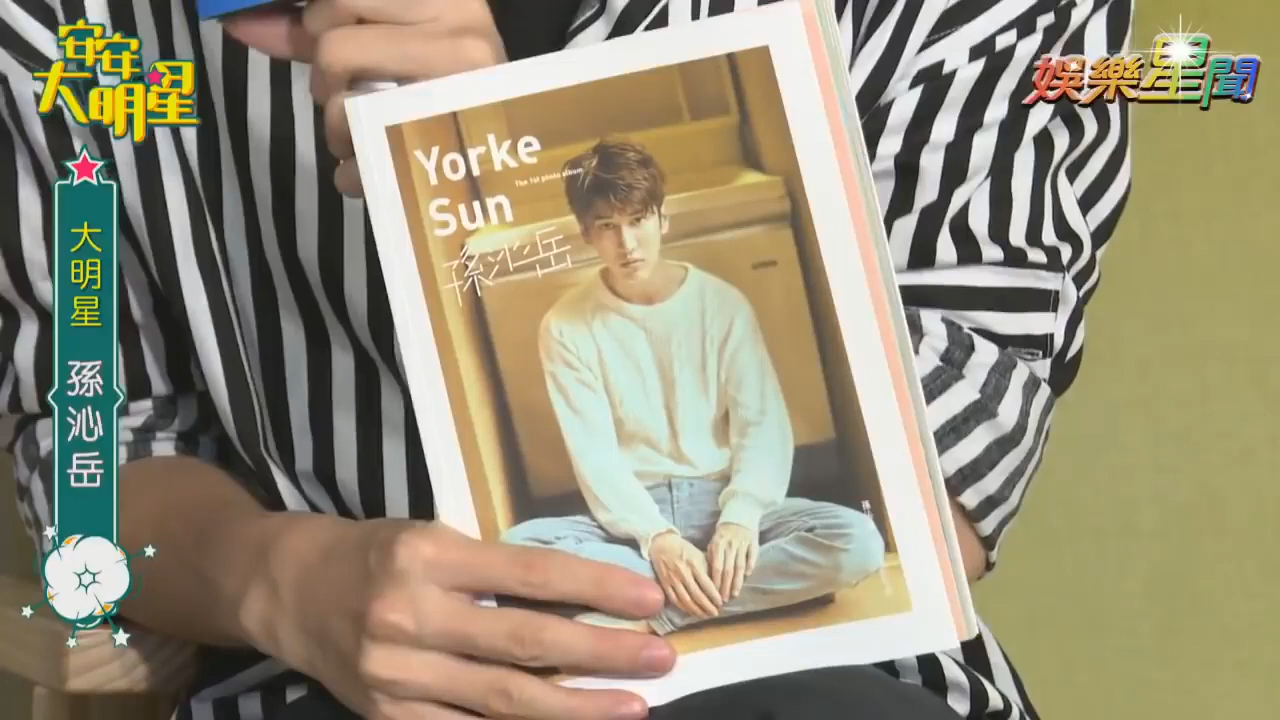 安安
大明星
娛樂星聞
大明星 孫沁岳
Yorke
The 1st photo album
Sun
孫沁岳